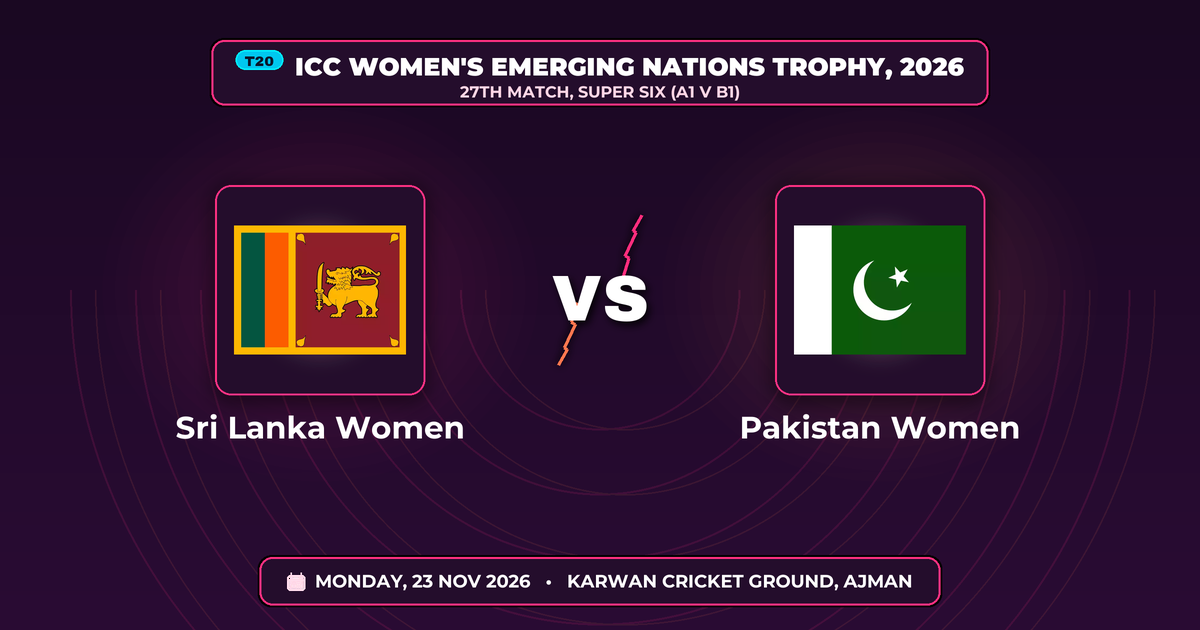 T20 ICC WOMEN'S EMERGING NATIONS TROPHY, 2026
27TH MATCH, SUPER SIX (A1 V B1)
VS
Sri Lanka Women
Pakistan Women
MONDAY, 23 NOV 2026 • KARWAN CRICKET GROUND, AJMAN